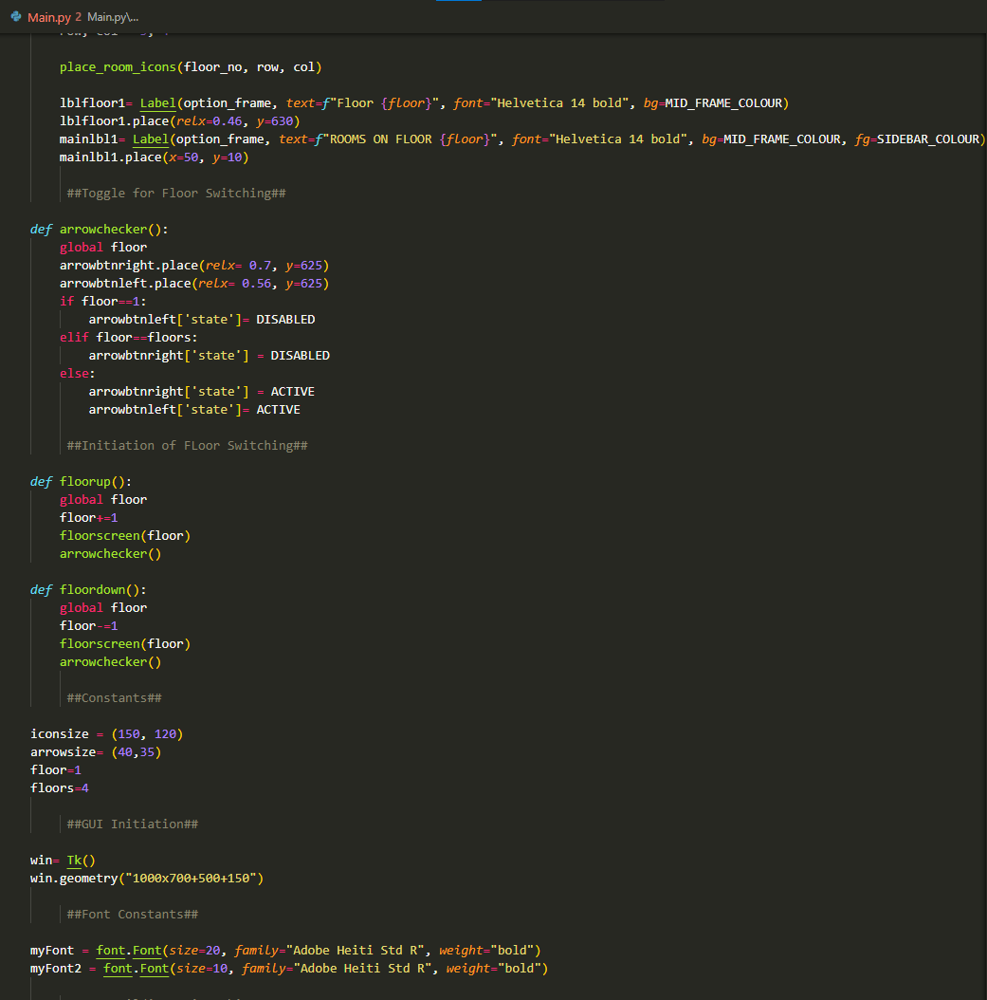 Main.py 2 Main.py\...
row, col = 3, 4
place_room_icons(floor_no, row, col)
lblfloor1= Label(option_frame, text=f"Floor {floor}", font="Helvetica 14 bold", bg=MID_FRAME_COLOUR)
lblfloor1.place(relx=0.46, y=630)
mainlbl1= Label(option_frame, text=f"ROOMS ON FLOOR {floor}", font="Helvetica 14 bold", bg=MID_FRAME_COLOUR, fg=SIDEBAR_COLOUR)
mainlbl1.place(x=50, y=10)
##Toggle for Floor Switching##
def arrowchecker():
global floor
arrowbtnright.place(relx= 0.7, y=625)
arrowbtnleft.place(relx= 0.56, y=625)
if floor==1:
arrowbtnleft['state']= DISABLED
elif floor==floors:
arrowbtnright['state'] = DISABLED
else:
arrowbtnright['state'] = ACTIVE
arrowbtnleft['state']= ACTIVE
##Initiation of FLoor Switching##
def floorup():
global floor
floor+=1
floorscreen(floor)
arrowchecker()
def floordown():
global floor
floor-=1
floorscreen(floor)
arrowchecker()
##Constants##
iconsize = (150, 120)
arrowsize= (40,35)
floor=1
floors=4
##GUI Initiation##
win= Tk()
win.geometry("1000x700+500+150")
##Font Constants##
myFont = font.Font(size=20, family="Adobe Heiti Std R", weight="bold")
myFont2 = font.Font(size=10, family="Adobe Heiti Std R", weight="bold")